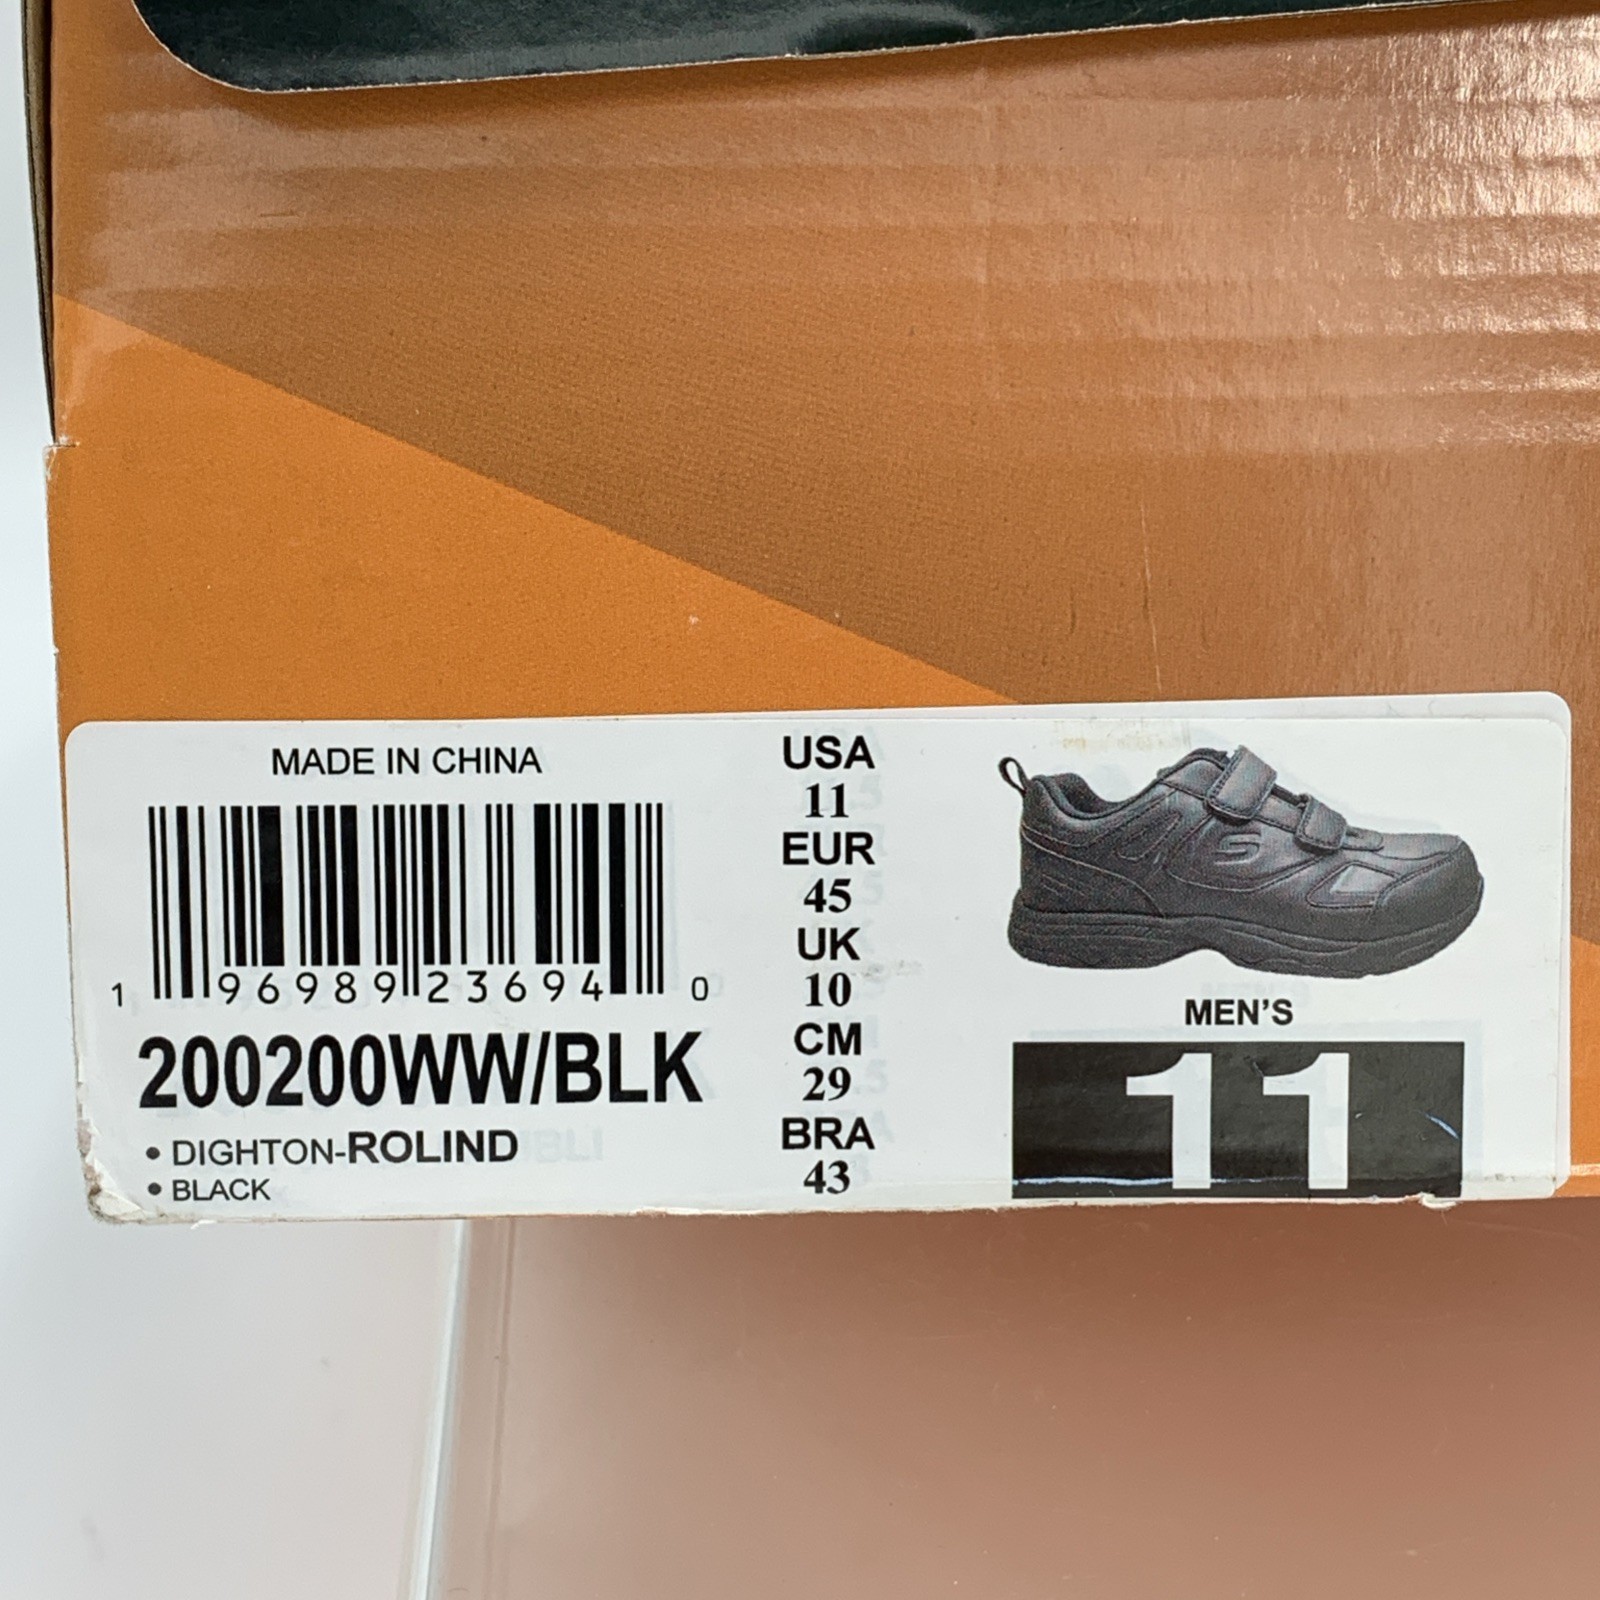 MADE IN CHINA
1 96989 23694 0
200200WW/BLK
• DIGHTON-ROLIND
• BLACK
USA
11
EUR
45
UK
10
CM
29
BRA
43
S
MEN'S
11